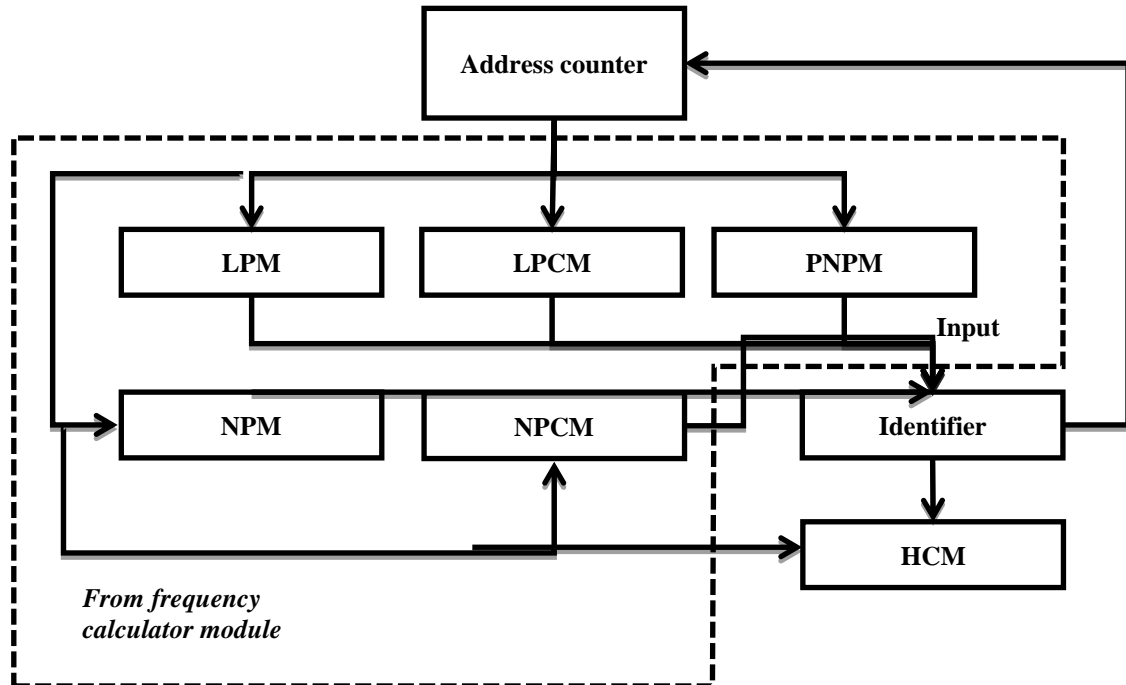 Address counter
LPM
LPCM
PNPM
Input
NPM
NPCM
Identifier
HCM
From frequency
calculator module